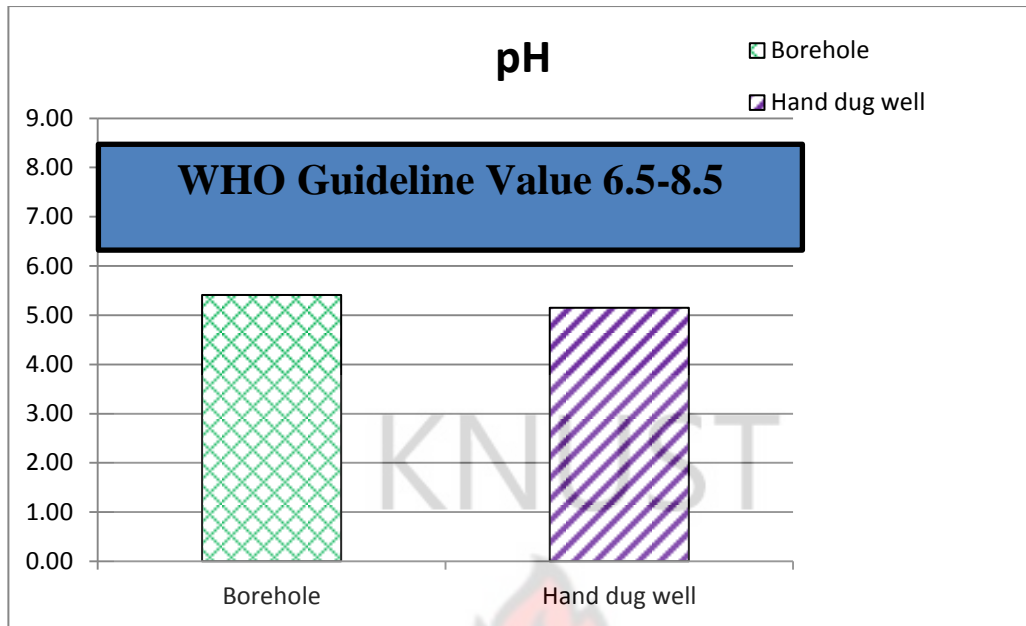 pH
Borehole
Hand dug well
9.00
8.00
7.00
6.00
5.00
4.00
3.00
2.00
1.00
0.00
WHO Guideline Value 6.5-8.5
KNUST
Borehole
Hand dug well